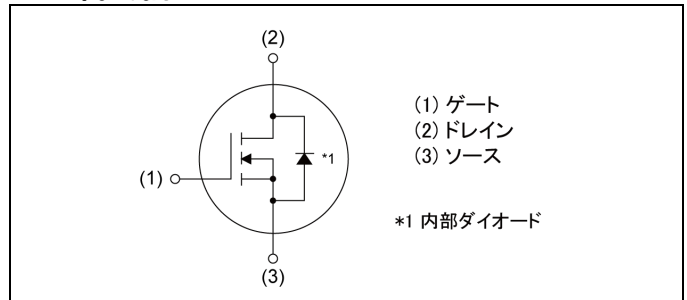 (2)
(1) ゲート
(2) ドレイン
(3) ソース
*1
(1)
*1 内部ダイオード
(3)